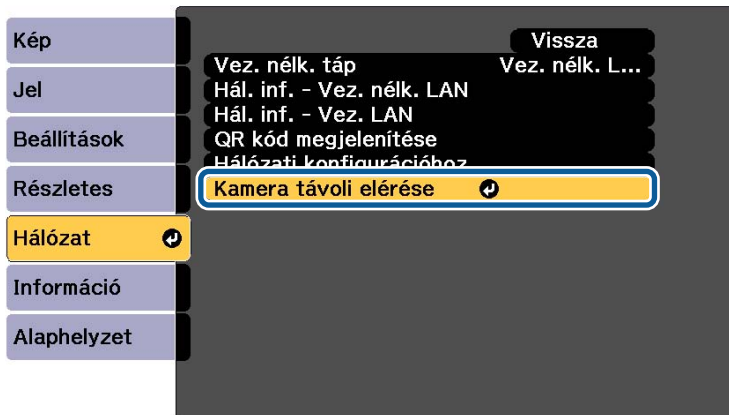 Kép
Jel
Beállítások
Részletes
Hálózat
Információ
Alaphelyzet
Vissza
Vez. nélk. táp Vez. nélk. L...
Hál. inf. - Vez. nélk. LAN
Hál. inf. - Vez. LAN
QR kód megjelenítése
Hálózati konfigurációhoz
Kamera távoli elérése